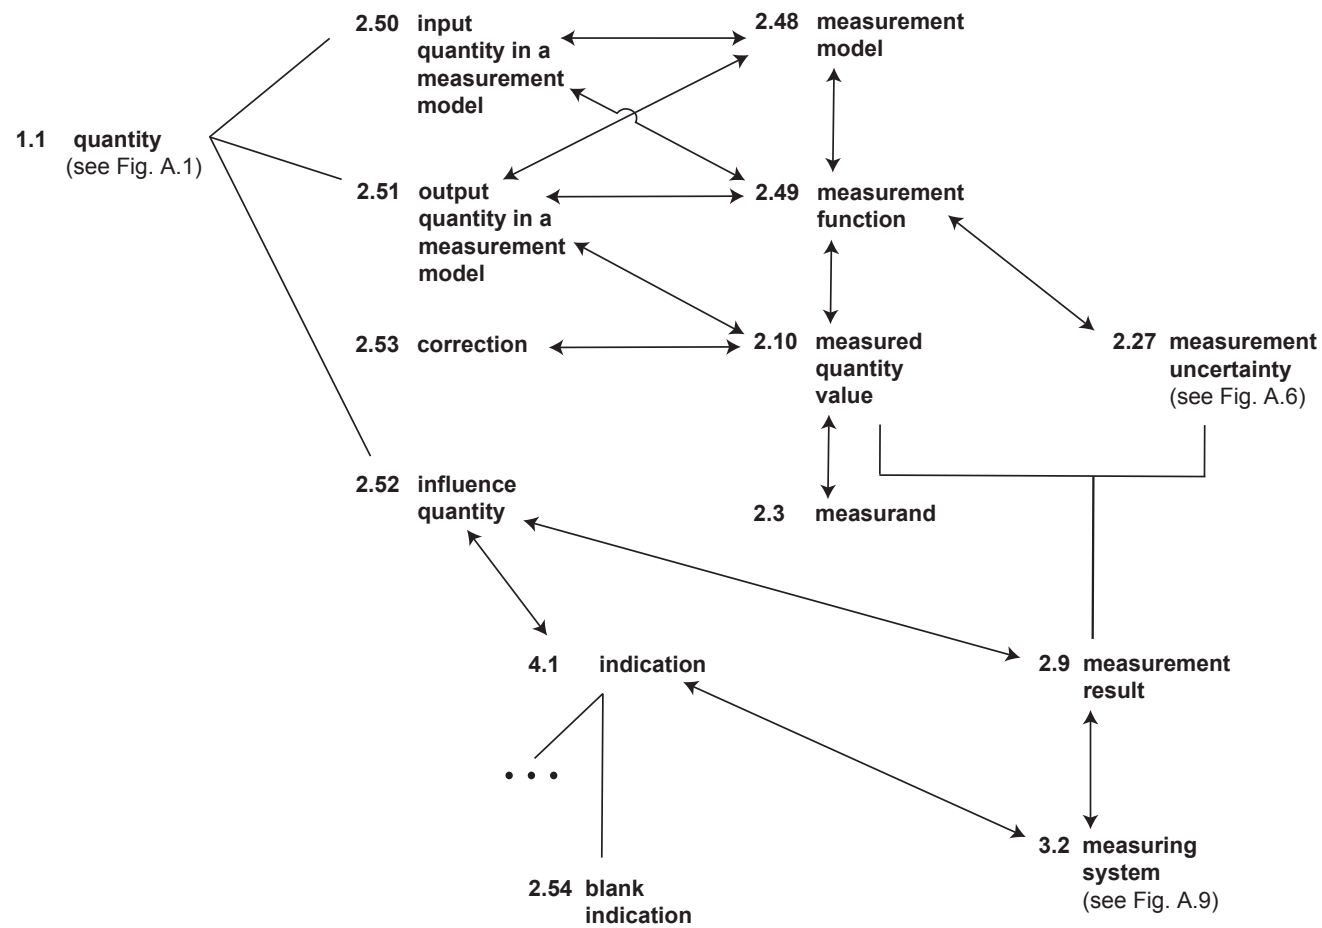 2.50 input
quantity in a
measurement
model
2.48 measurement
model
1.1 quantity
(see Fig. A.1)
2.51 output
quantity in a
measurement
model
2.49 measurement
function
2.53 correction
2.10 measured
quantity
value
2.27 measurement
uncertainty
(see Fig. A.6)
2.52 influence
quantity
2.3 measurand
4.1 indication
2.9 measurement
result
• • •
3.2 measuring
system
(see Fig. A.9)
2.54 blank
indication